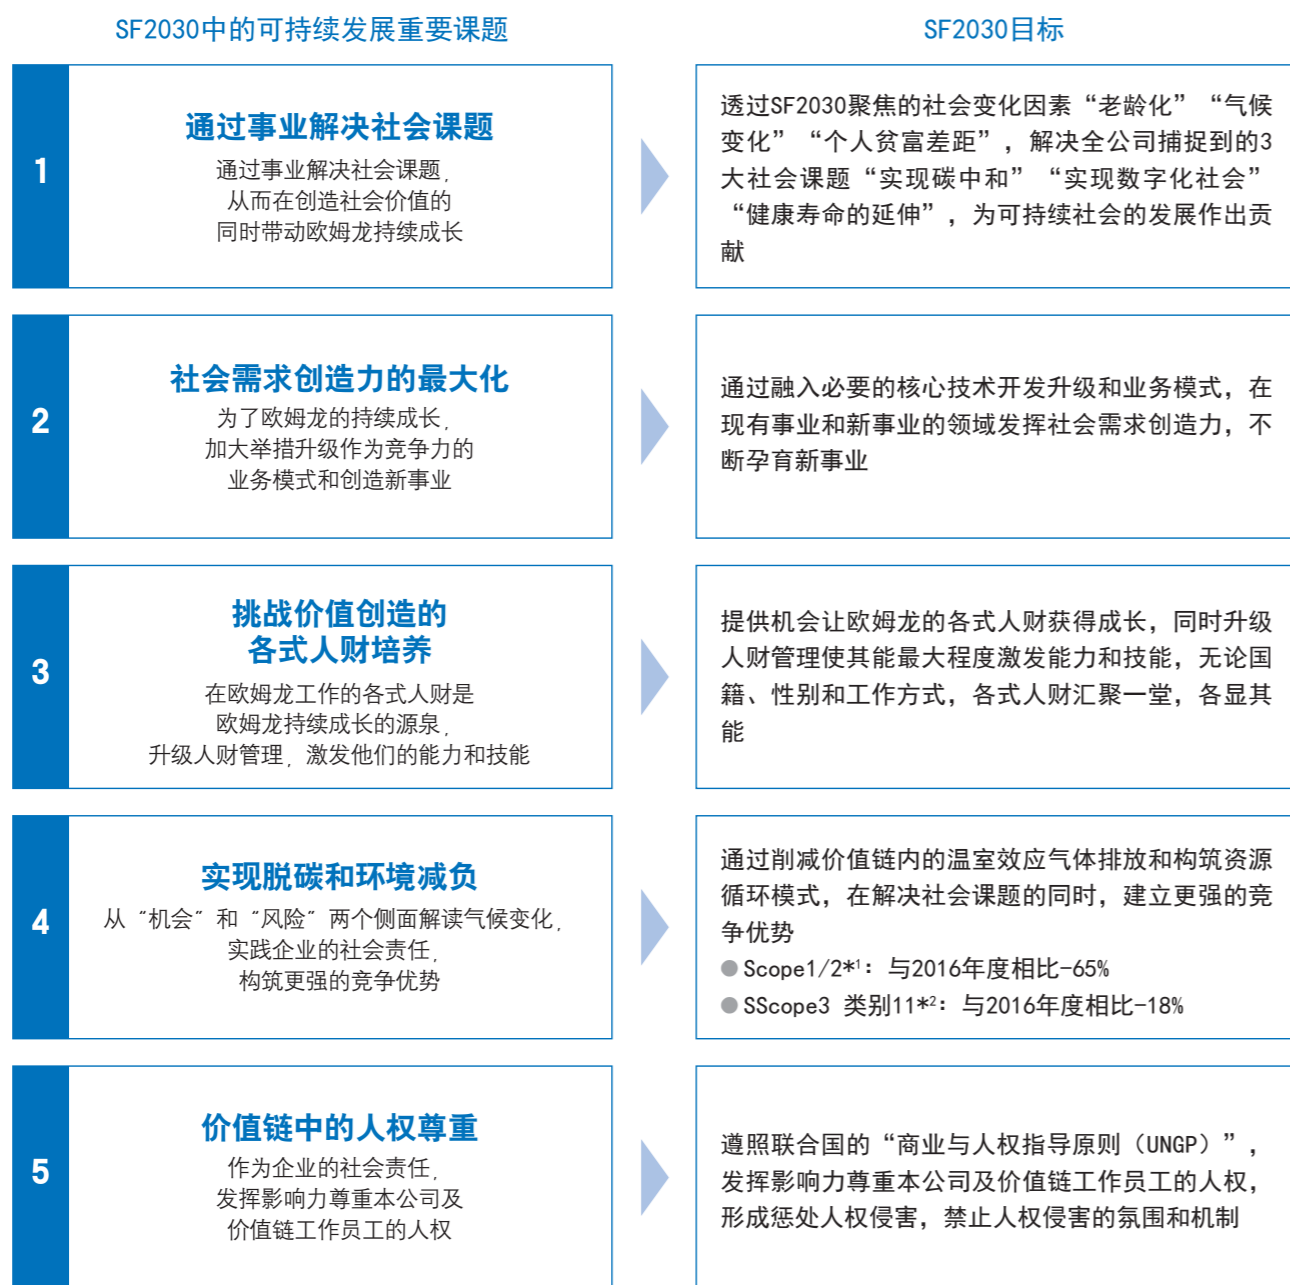 SF2030中的可持续发展重要课题
SF2030目标
1
通过事业解决社会课题
通过事业解决社会课题,
从而在创造社会价值的
同时带动欧姆龙持续成长
透过SF2030聚焦的社会变化因素“老龄化”“气候
变化”“个人贫富差距”，解决全公司捕捉到的3
大社会课题“实现碳中和”“实现数字化社会”
“健康寿命的延伸”，为可持续社会的发展作出贡
献
2
社会需求创造力的最大化
为了欧姆龙的持续成长,
加大举措升级作为竞争力的
业务模式和创造新事业
通过融入必要的核心技术开发升级和业务模式，在
现有事业和新事业的领域发挥社会需求创造力，不
断孕育新事业
3
挑战价值创造的
各式人财培养
在欧姆龙工作的各式人财是
欧姆龙持续成长的源泉,
升级人财管理, 激发他们的能力和技能
提供机会让欧姆龙的各式人财获得成长，同时升级
人财管理使其能最大程度激发能力和技能，无论国
籍、性别和工作方式，各式人财汇聚一堂，各显其
能
4
实现脱碳和环境减负
从“机会”和“风险”两个侧面解读气候变化,
实践企业的社会责任,
构筑更强的竞争优势
通过削减价值链内的温室效应气体排放和构筑资源
循环模式，在解决社会课题的同时，建立更强的竞
争优势
●Scope1/2*¹：与2016年度相比-65%
●SScope3 类别11*²：与2016年度相比-18%
5
价值链中的人权尊重
作为企业的社会责任,
发挥影响力尊重本公司及
价值链工作员工的人权
遵照联合国的“商业与人权指导原则（UNGP）”，
发挥影响力尊重本公司及价值链工作员工的人权，
形成惩处人权侵害，禁止人权侵害的氛围和机制